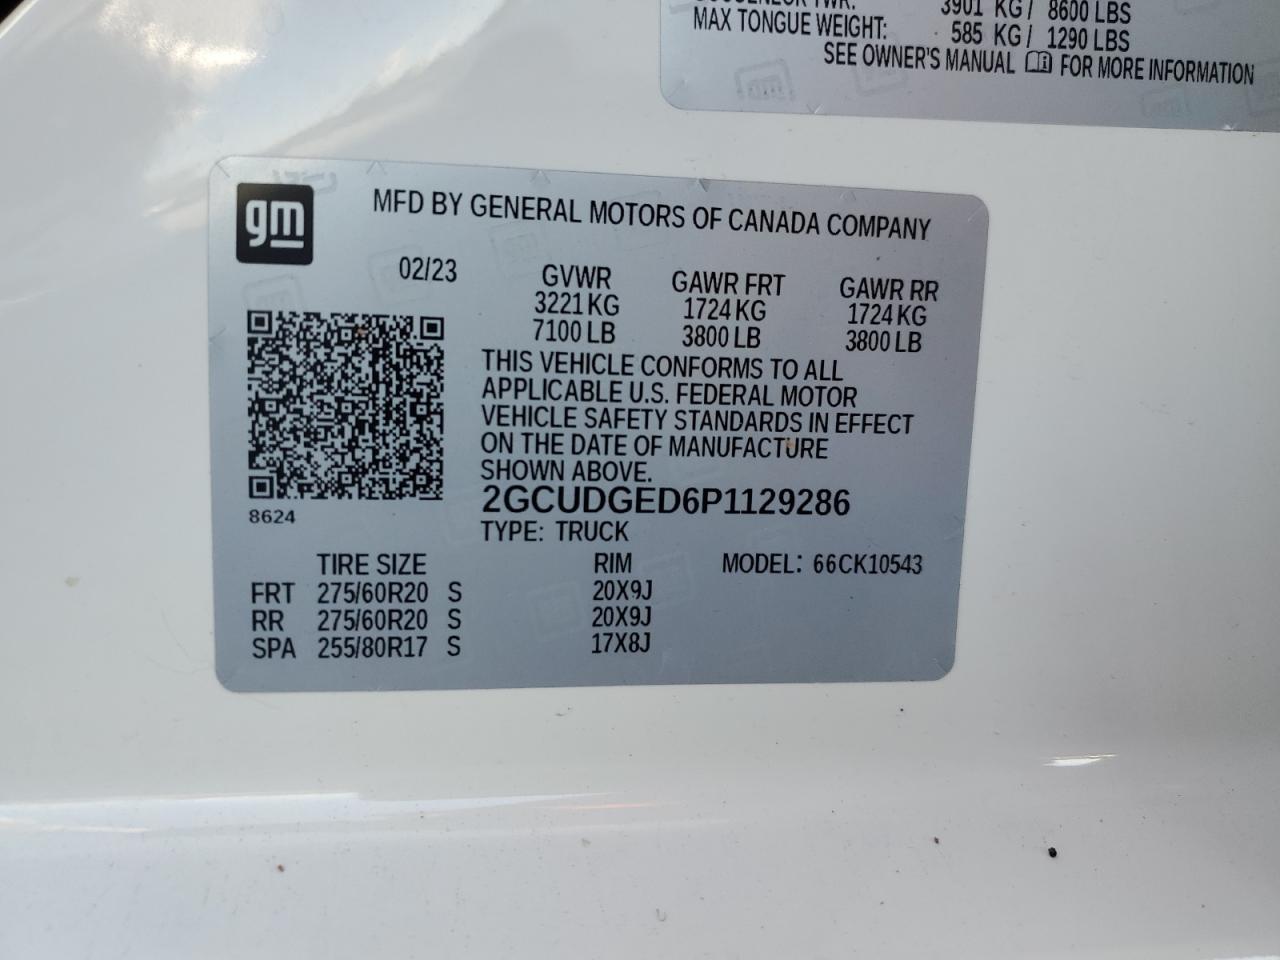 3901 KG/ 8600 LBS
MAX TONGUE WEIGHT: 585 KG/ 1290 LBS
SEE OWNER'S MANUAL FOR MORE INFORMATION
gm
MFD BY GENERAL MOTORS OF CANADA COMPANY
02/23 GVWR GAWR FRT GAWR RR
3221 KG 1724 KG 1724 KG
7100 LB 3800 LB 3800 LB
THIS VEHICLE CONFORMS TO ALL
APPLICABLE U.S. FEDERAL MOTOR
VEHICLE SAFETY STANDARDS IN EFFECT
ON THE DATE OF MANUFACTURE
SHOWN ABOVE.
2GCUDGED6P1129286
8624
TYPE: TRUCK
TIRE SIZE RIM MODEL: 66CK10543
FRT 275/60R20 S 20X9J
RR 275/60R20 S 20X9J
SPA 255/80R17 S 17X8J